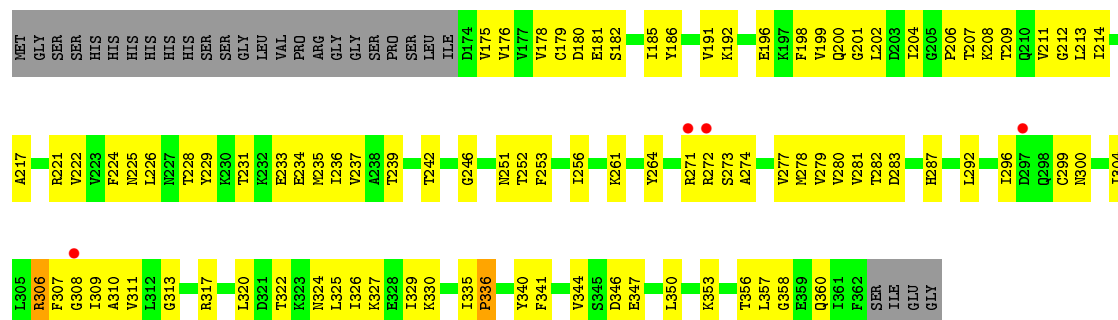 MET GLY SER SER HIS HIS HIS HIS HIS HIS SER SER GLY LEU VAL PRO ARG GLY GLY SER PRO SER LEU ILE D174 V175 V176 V177 V178 C179 D180 E181 S182 I185 Y186 V191 K192 E196 K197 F198 V199 Q200 G201 L202 D203 I204 G205 P206 T207 K208 T209 Q210 V211 G212 L213 I214
A217 R221 V222 V223 F224 N225 L226 N227 T228 Y229 K230 T231 K232 E233 E234 M235 I236 V237 A238 T239 T242 G246 N251 T252 F253 I256 K261 Y264 R271 R272 S273 A274 V277 M278 V279 V280 V281 T282 D283 H287 L292 I296 D297 Q298 C299 N300 I304
L305 R306 F307 G308 I309 A310 V311 L312 G313 R317 L320 D321 T322 K323 N324 L325 I326 K327 E328 I329 K330 I335 P336 Y340 F341 V344 S345 D346 E347 L350 K353 T356 L357 G358 E359 Q360 I361 F362 SER ILE GLU GLY